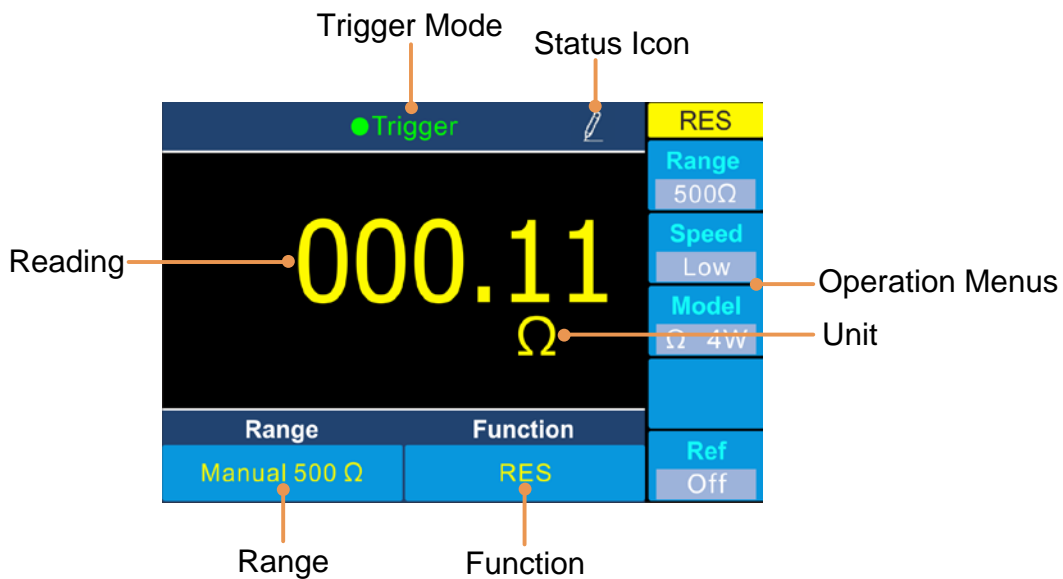 Trigger Mode
Status Icon
Trigger
RES
Range
500Ω
Speed
Low
Reading
000.11
Operation Menus
Model
Ω 4W
Ω
Unit
Range
Function
Ref
Off
Manual 500 Ω
RES
Range
Function